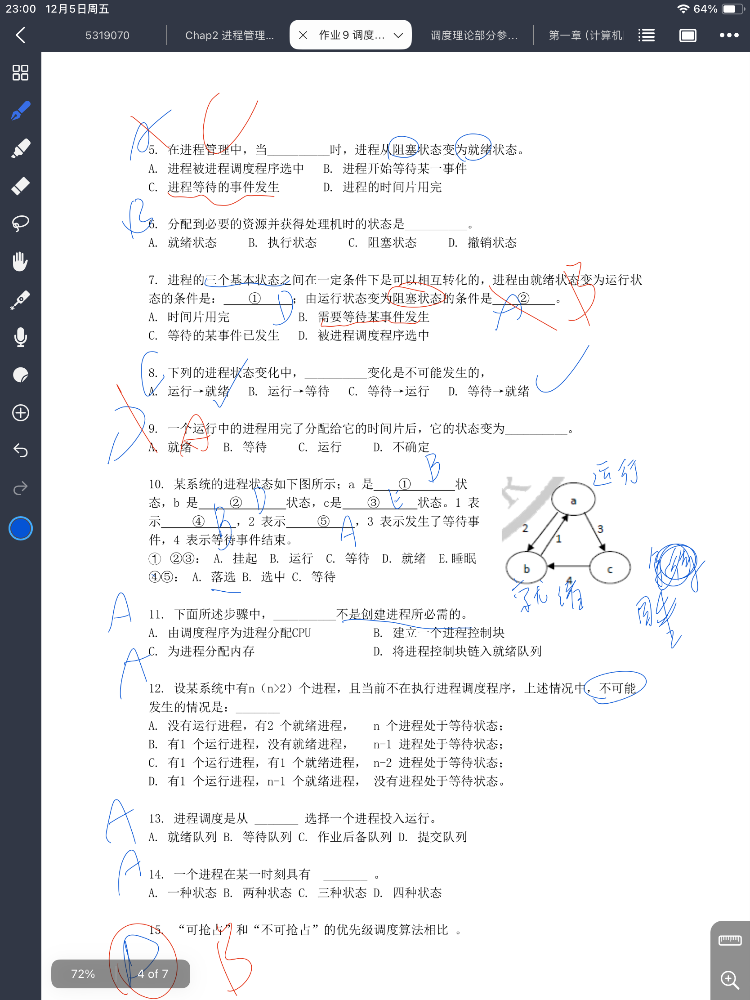 23:00 12月5日周五 64%
5319070 Chap2 进程管理... 作业9 调度... 调度理论部分参... 第一章 (计算机
A C
5. 在进程管理中，当__________时，进程从阻塞状态变为就绪状态。
A. 进程被进程调度程序选中 B. 进程开始等待某一事件
C. 进程等待的事件发生 D. 进程的时间片用完
B
6. 分配到必要的资源并获得处理机时的状态是__________。
A. 就绪状态 B. 执行状态 C. 阻塞状态 D. 撤销状态
7. 进程的三个基本状态之间在一定条件下是可以相互转化的，进程由就绪状态变为运行状
态的条件是：____①____；由运行状态变为阻塞状态的条件是____②____。
D A B
A. 时间片用完 B. 需要等待某事件发生
C. 等待的某事件已发生 D. 被进程调度程序选中
C
8. 下列的进程状态变化中，__________变化是不可能发生的，
A. 运行→就绪 B. 运行→等待 C. 等待→运行 D. 等待→就绪
D A
9. 一个运行中的进程用完了分配给它的时间片后，它的状态变为__________。
A. 就绪 B. 等待 C. 运行 D. 不确定
B
10. 某系统的进程状态如下图所示；a 是____①____状
态，b 是____②____状态，c是____③____状态。1 表
D E
示____④____，2 表示____⑤____，3 表示发生了等待事
B A
件，4 表示等待事件结束。
①  ②③： A. 挂起 B. 运行 C. 等待 D. 就绪 E.睡眠
④⑤： A. 落选 B. 选中 C. 等待
运行
a
2
1
3
b
c
4
就绪
A
11. 下面所述步骤中，__________不是创建进程所必需的。
A. 由调度程序为进程分配CPU B. 建立一个进程控制块
C. 为进程分配内存 D. 将进程控制块链入就绪队列
A
12. 设某系统中有n（n>2）个进程，且当前不在执行进程调度程序，上述情况中，不可能
发生的情况是：_______
A. 没有运行进程，有2 个就绪进程， n 个进程处于等待状态；
B. 有1 个运行进程，没有就绪进程， n-1 进程处于等待状态；
C. 有1 个运行进程，有1 个就绪进程， n-2 进程处于等待状态；
D. 有1 个运行进程，n-1 个就绪进程， 没有进程处于等待状态。
A
13. 进程调度是从 _______ 选择一个进程投入运行。
A. 就绪队列 B. 等待队列 C. 作业后备队列 D. 提交队列
A
14. 一个进程在某一时刻具有 _______ 。
A. 一种状态 B. 两种状态 C. 三种状态 D. 四种状态
15. “可抢占”和“不可抢占”的优先级调度算法相比 。
D B
72% 4 of 7